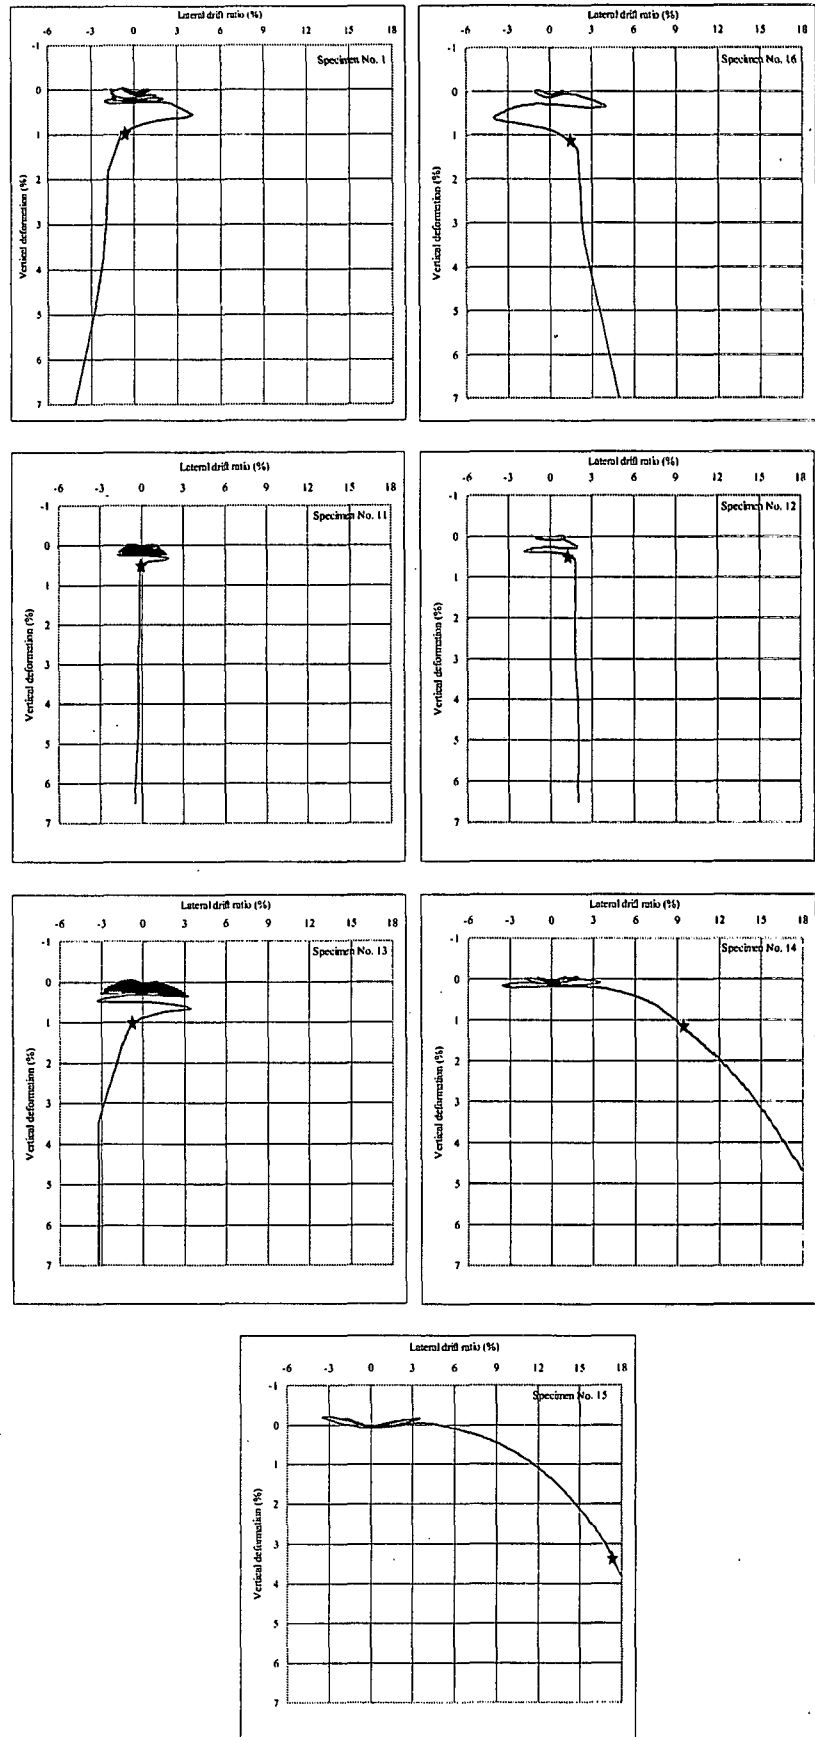 Lateral drift ratio (%)
-6 -3 0 3 6 9 12 15 18
Specimen No. 1
Vertical deformation (%)
-1
0
1
2
3
4
5
6
7
Lateral drift ratio (%)
-6 -3 0 3 6 9 12 15 18
Specimen No. 16
Vertical deformation (%)
-1
0
1
2
3
4
5
6
7
Lateral drift ratio (%)
-6 -3 0 3 6 9 12 15 18
Specimen No. 11
Vertical deformation (%)
-1
0
1
2
3
4
5
6
7
Lateral drift ratio (%)
-6 -3 0 3 6 9 12 15 18
Specimen No. 12
Vertical deformation (%)
-1
0
1
2
3
4
5
6
7
Lateral drift ratio (%)
-6 -3 0 3 6 9 12 15 18
Specimen No. 13
Vertical deformation (%)
-1
0
1
2
3
4
5
6
7
Lateral drift ratio (%)
-6 -3 0 3 6 9 12 15 18
Specimen No. 14
Vertical deformation (%)
-1
0
1
2
3
4
5
6
7
Lateral drift ratio (%)
-6 -3 0 3 6 9 12 15 18
Specimen No. 15
Vertical deformation (%)
-1
0
1
2
3
4
5
6
7